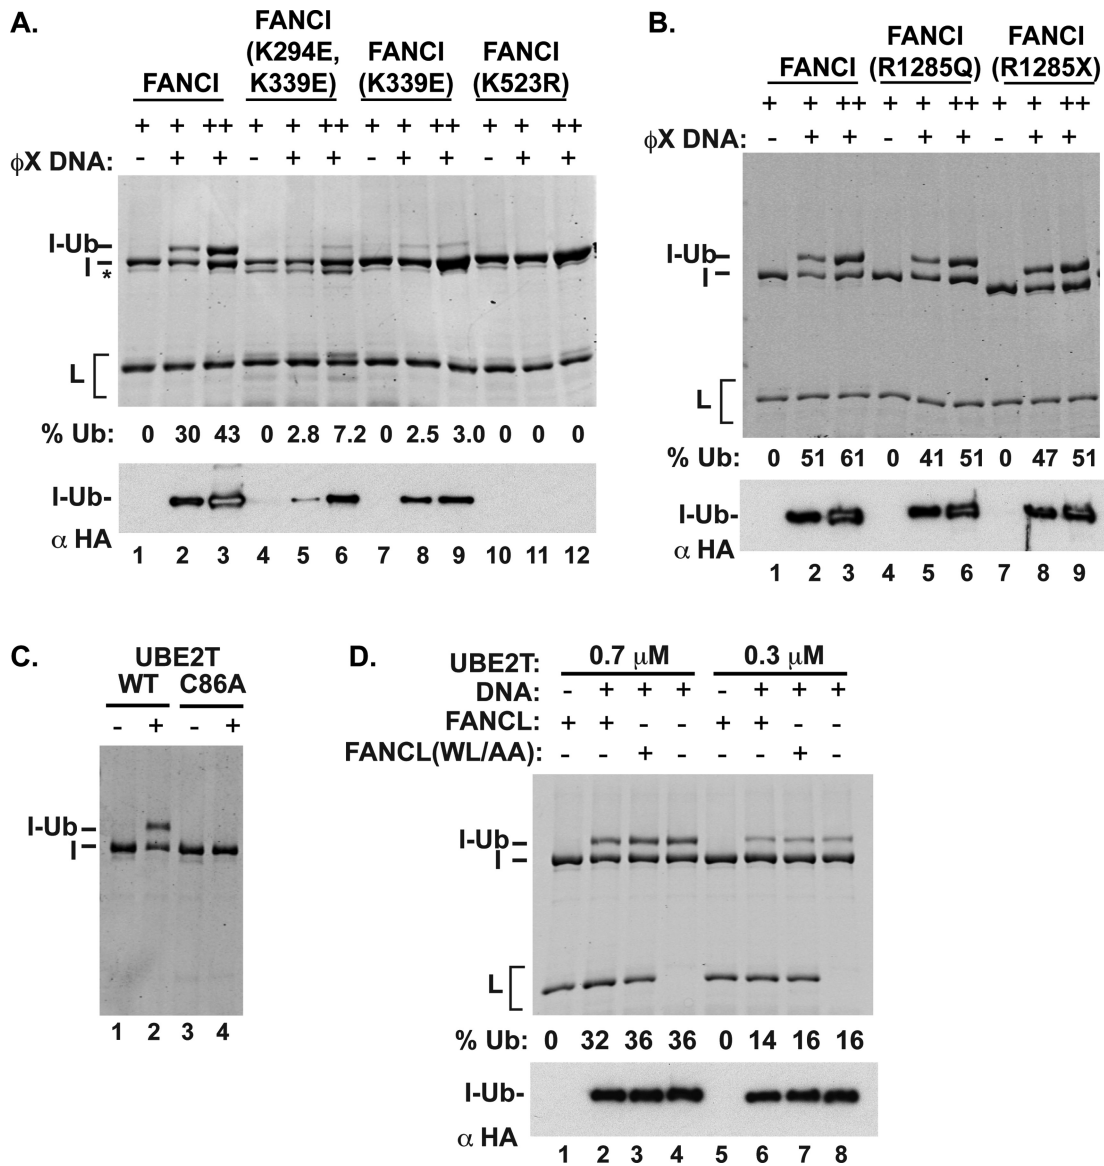 A.
FANCI
FANCI (K294E, K339E)
FANCI (K339E)
FANCI (K523R)
+ + ++ + + ++ + + ++ + + ++
ϕX DNA: - + + - + + - + + - + +
I-Ub
I
*
L
% Ub: 0 30 43 0 2.8 7.2 0 2.5 3.0 0 0 0
I-Ub-
α HA
1 2 3 4 5 6 7 8 9 10 11 12
B.
FANCI
FANCI (R1285Q)
FANCI (R1285X)
+ + ++ + + ++ + + ++
ϕX DNA: - + + - + + - + +
I-Ub
I
L
% Ub: 0 51 61 0 41 51 0 47 51
I-Ub-
α HA
1 2 3 4 5 6 7 8 9
C.
UBE2T
WT C86A
- + - +
I-Ub
I
1 2 3 4
D.
UBE2T: 0.7 μM 0.3 μM
DNA: - + + + - + + +
FANCL: + + - - + + - -
FANCL(WL/AA): - - + - - - + -
I-Ub
I
L
% Ub: 0 32 36 36 0 14 16 16
I-Ub-
α HA
1 2 3 4 5 6 7 8